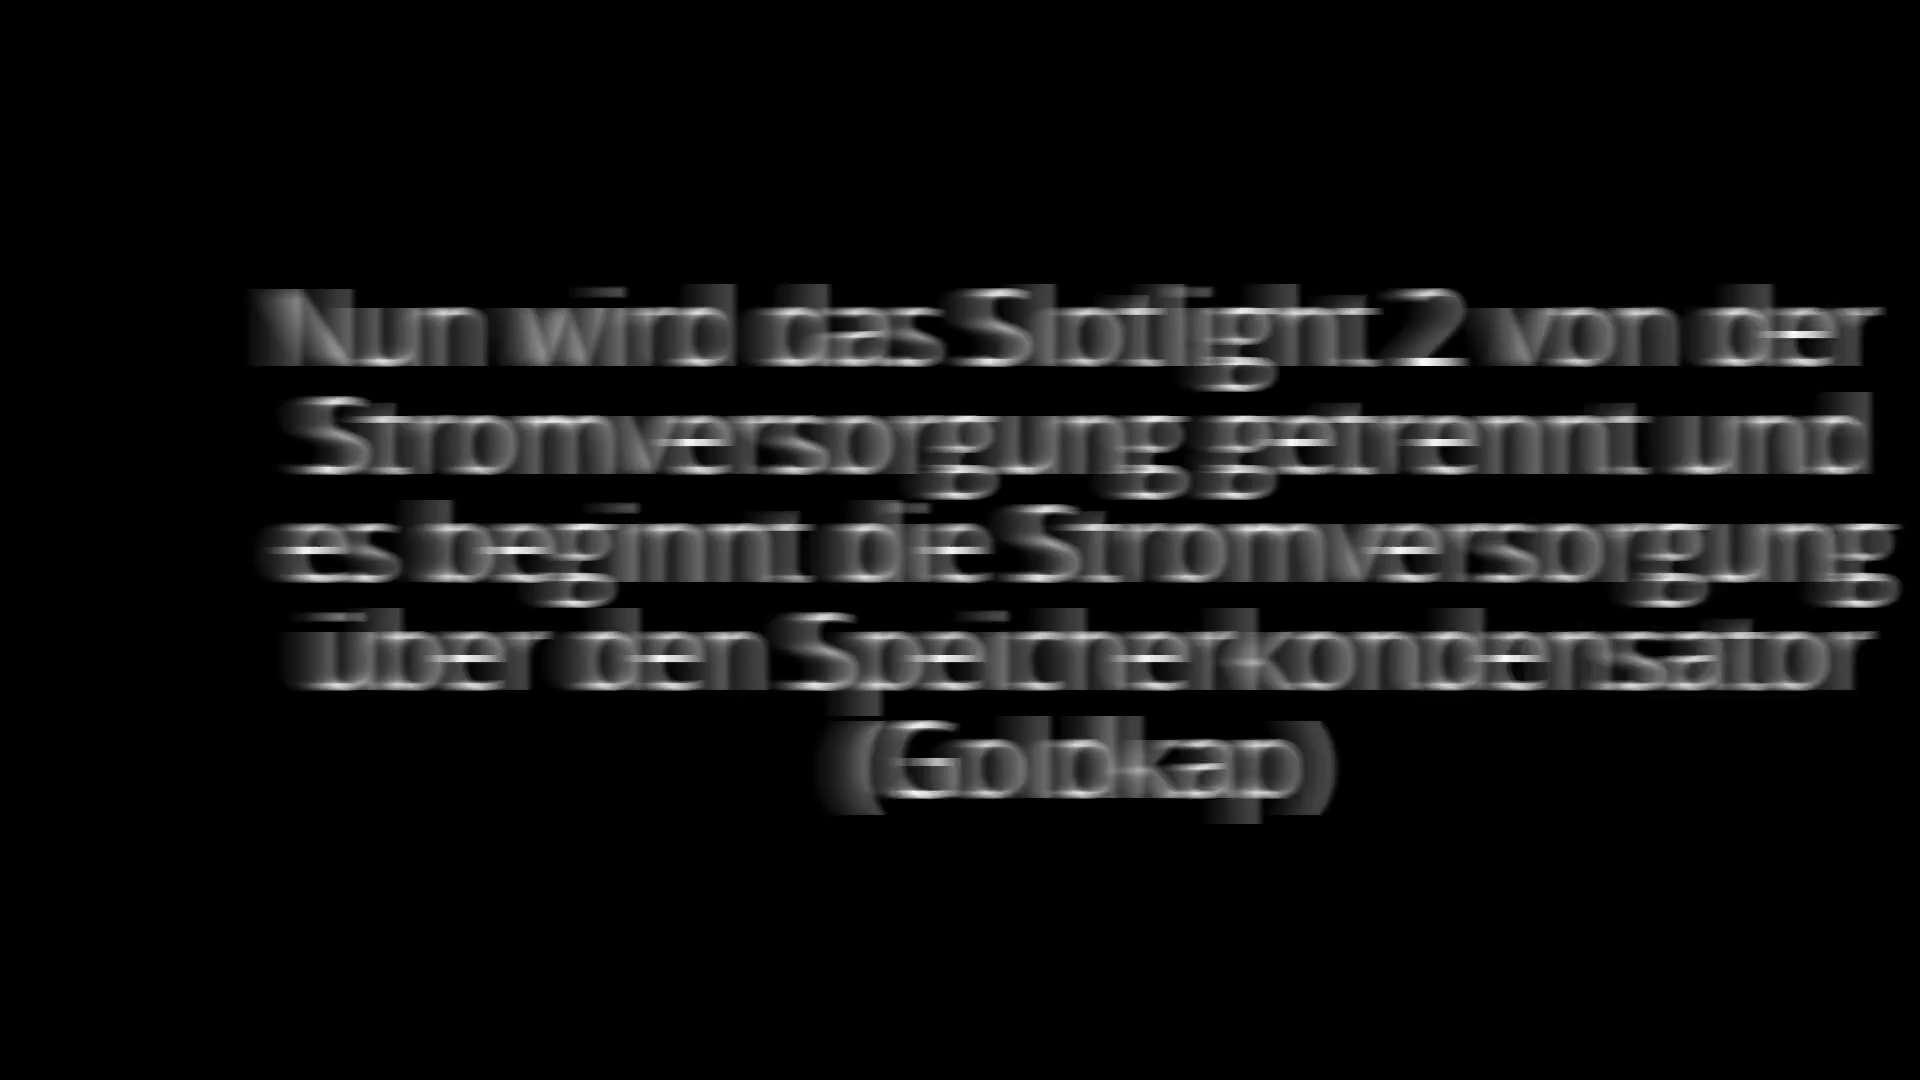 Nun wird das Slotlight 2 von der
Stromversorgung getrennt und
es beginnt die Stromversorgung
über den Speicherkondensator
(Goldkap)